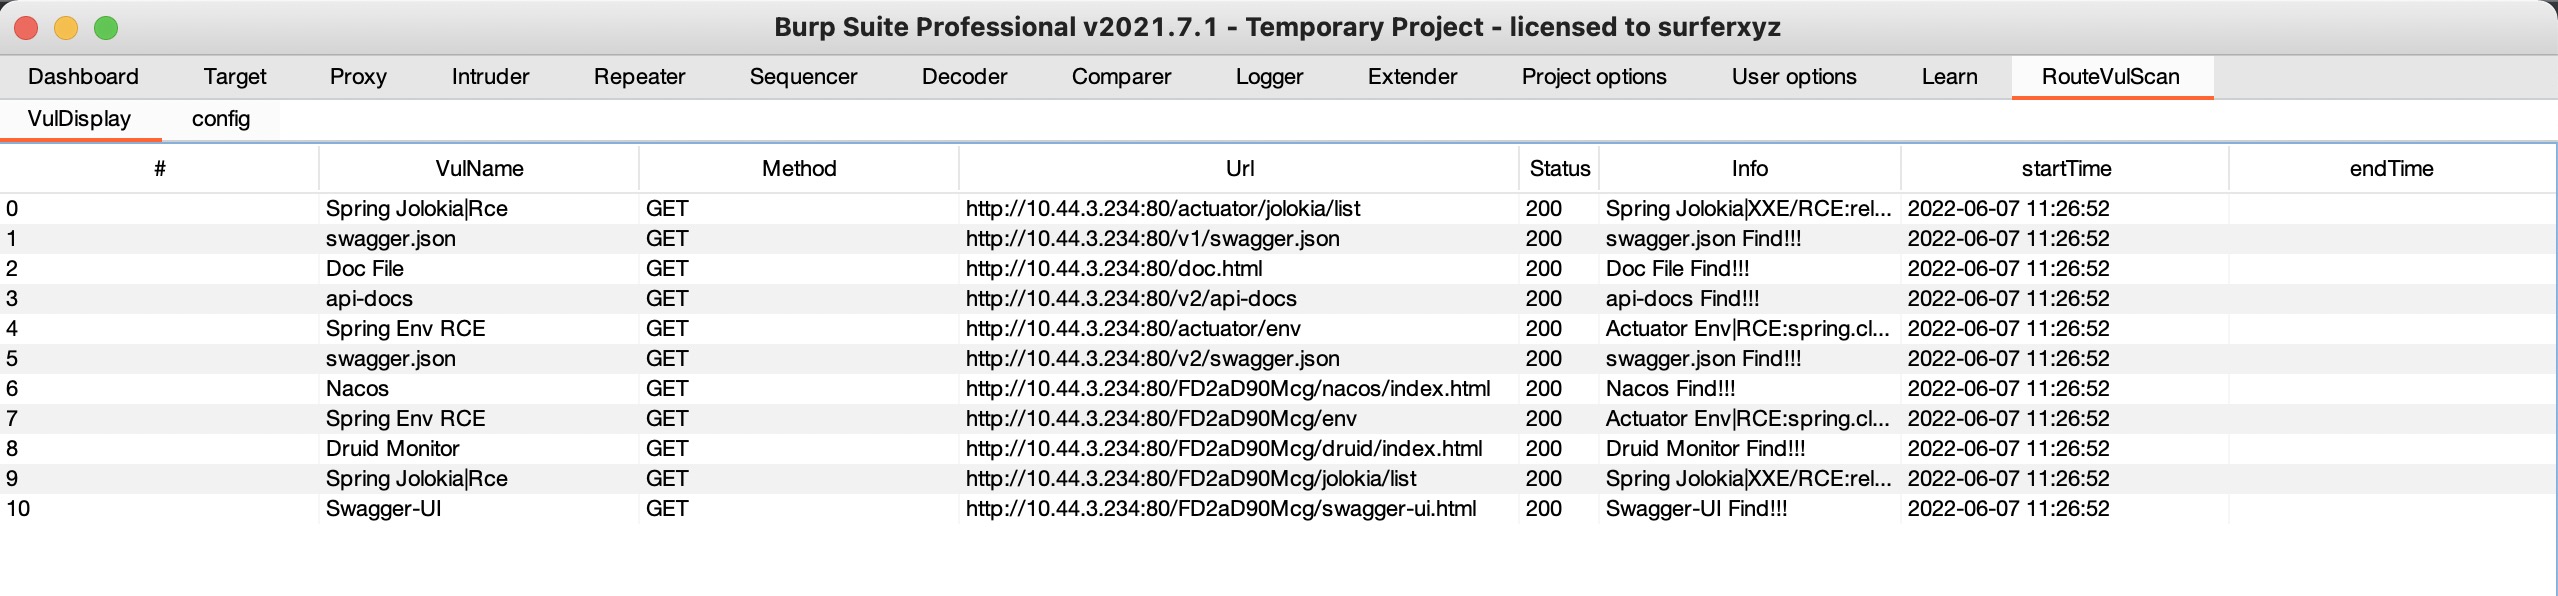 Burp Suite Professional v2021.7.1 - Temporary Project - licensed to surferxyz
Dashboard Target Proxy Intruder Repeater Sequencer Decoder Comparer Logger Extender Project options User options Learn RouteVulScan
VulDisplay config
# VulName Method Url Status Info startTime endTime
0 Spring Jolokia|Rce GET http://10.44.3.234:80/actuator/jolokia/list 200 Spring Jolokia|XXE/RCE:rel... 2022-06-07 11:26:52
1 swagger.json GET http://10.44.3.234:80/v1/swagger.json 200 swagger.json Find!!! 2022-06-07 11:26:52
2 Doc File GET http://10.44.3.234:80/doc.html 200 Doc File Find!!! 2022-06-07 11:26:52
3 api-docs GET http://10.44.3.234:80/v2/api-docs 200 api-docs Find!!! 2022-06-07 11:26:52
4 Spring Env RCE GET http://10.44.3.234:80/actuator/env 200 Actuator Env|RCE:spring.cl... 2022-06-07 11:26:52
5 swagger.json GET http://10.44.3.234:80/v2/swagger.json 200 swagger.json Find!!! 2022-06-07 11:26:52
6 Nacos GET http://10.44.3.234:80/FD2aD90Mcg/nacos/index.html 200 Nacos Find!!! 2022-06-07 11:26:52
7 Spring Env RCE GET http://10.44.3.234:80/FD2aD90Mcg/env 200 Actuator Env|RCE:spring.cl... 2022-06-07 11:26:52
8 Druid Monitor GET http://10.44.3.234:80/FD2aD90Mcg/druid/index.html 200 Druid Monitor Find!!! 2022-06-07 11:26:52
9 Spring Jolokia|Rce GET http://10.44.3.234:80/FD2aD90Mcg/jolokia/list 200 Spring Jolokia|XXE/RCE:rel... 2022-06-07 11:26:52
10 Swagger-UI GET http://10.44.3.234:80/FD2aD90Mcg/swagger-ui.html 200 Swagger-UI Find!!! 2022-06-07 11:26:52